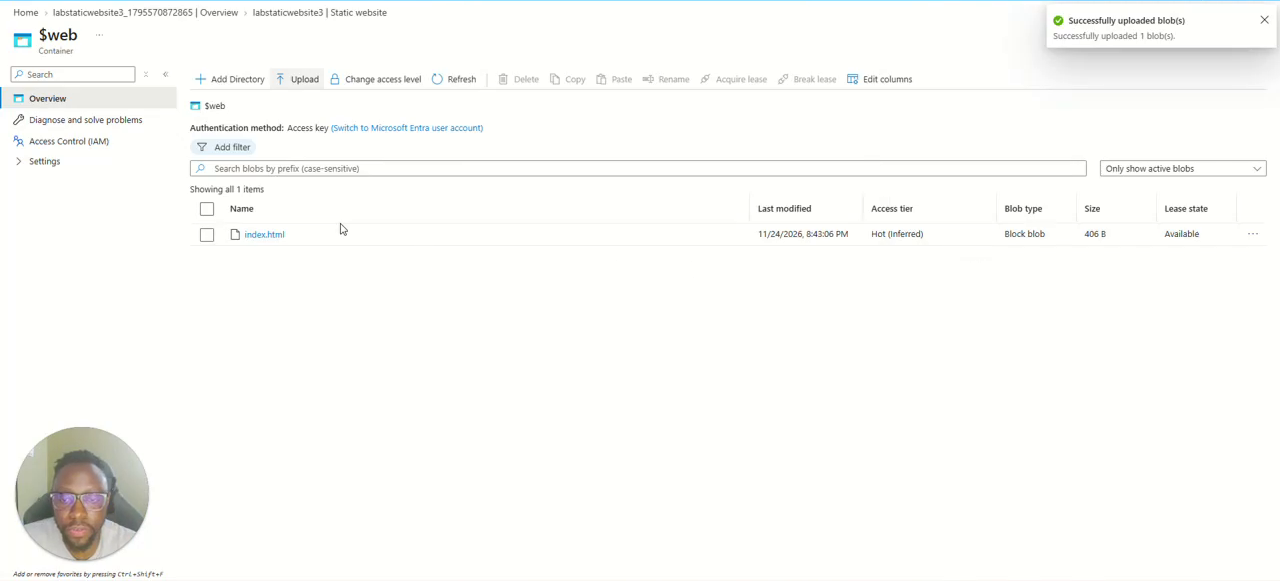 Home > labstaticwebsite3_1795570872865 | Overview > labstaticwebsite3 | Static website
$web ...
Container
Successfully uploaded blob(s)
Successfully uploaded 1 blob(s).
Search
Overview
Diagnose and solve problems
Access Control (IAM)
Settings
Add Directory Upload Change access level Refresh Delete Copy Paste Rename Acquire lease Break lease Edit columns
$web
Authentication method: Access key (Switch to Microsoft Entra user account)
Add filter
Search blobs by prefix (case-sensitive) Only show active blobs
Showing all 1 items
Name Last modified Access tier Blob type Size Lease state
index.html 11/24/2026, 8:43:06 PM Hot (Inferred) Block blob 406 B Available ...
Add or remove favorites by pressing Ctrl+Shift+F